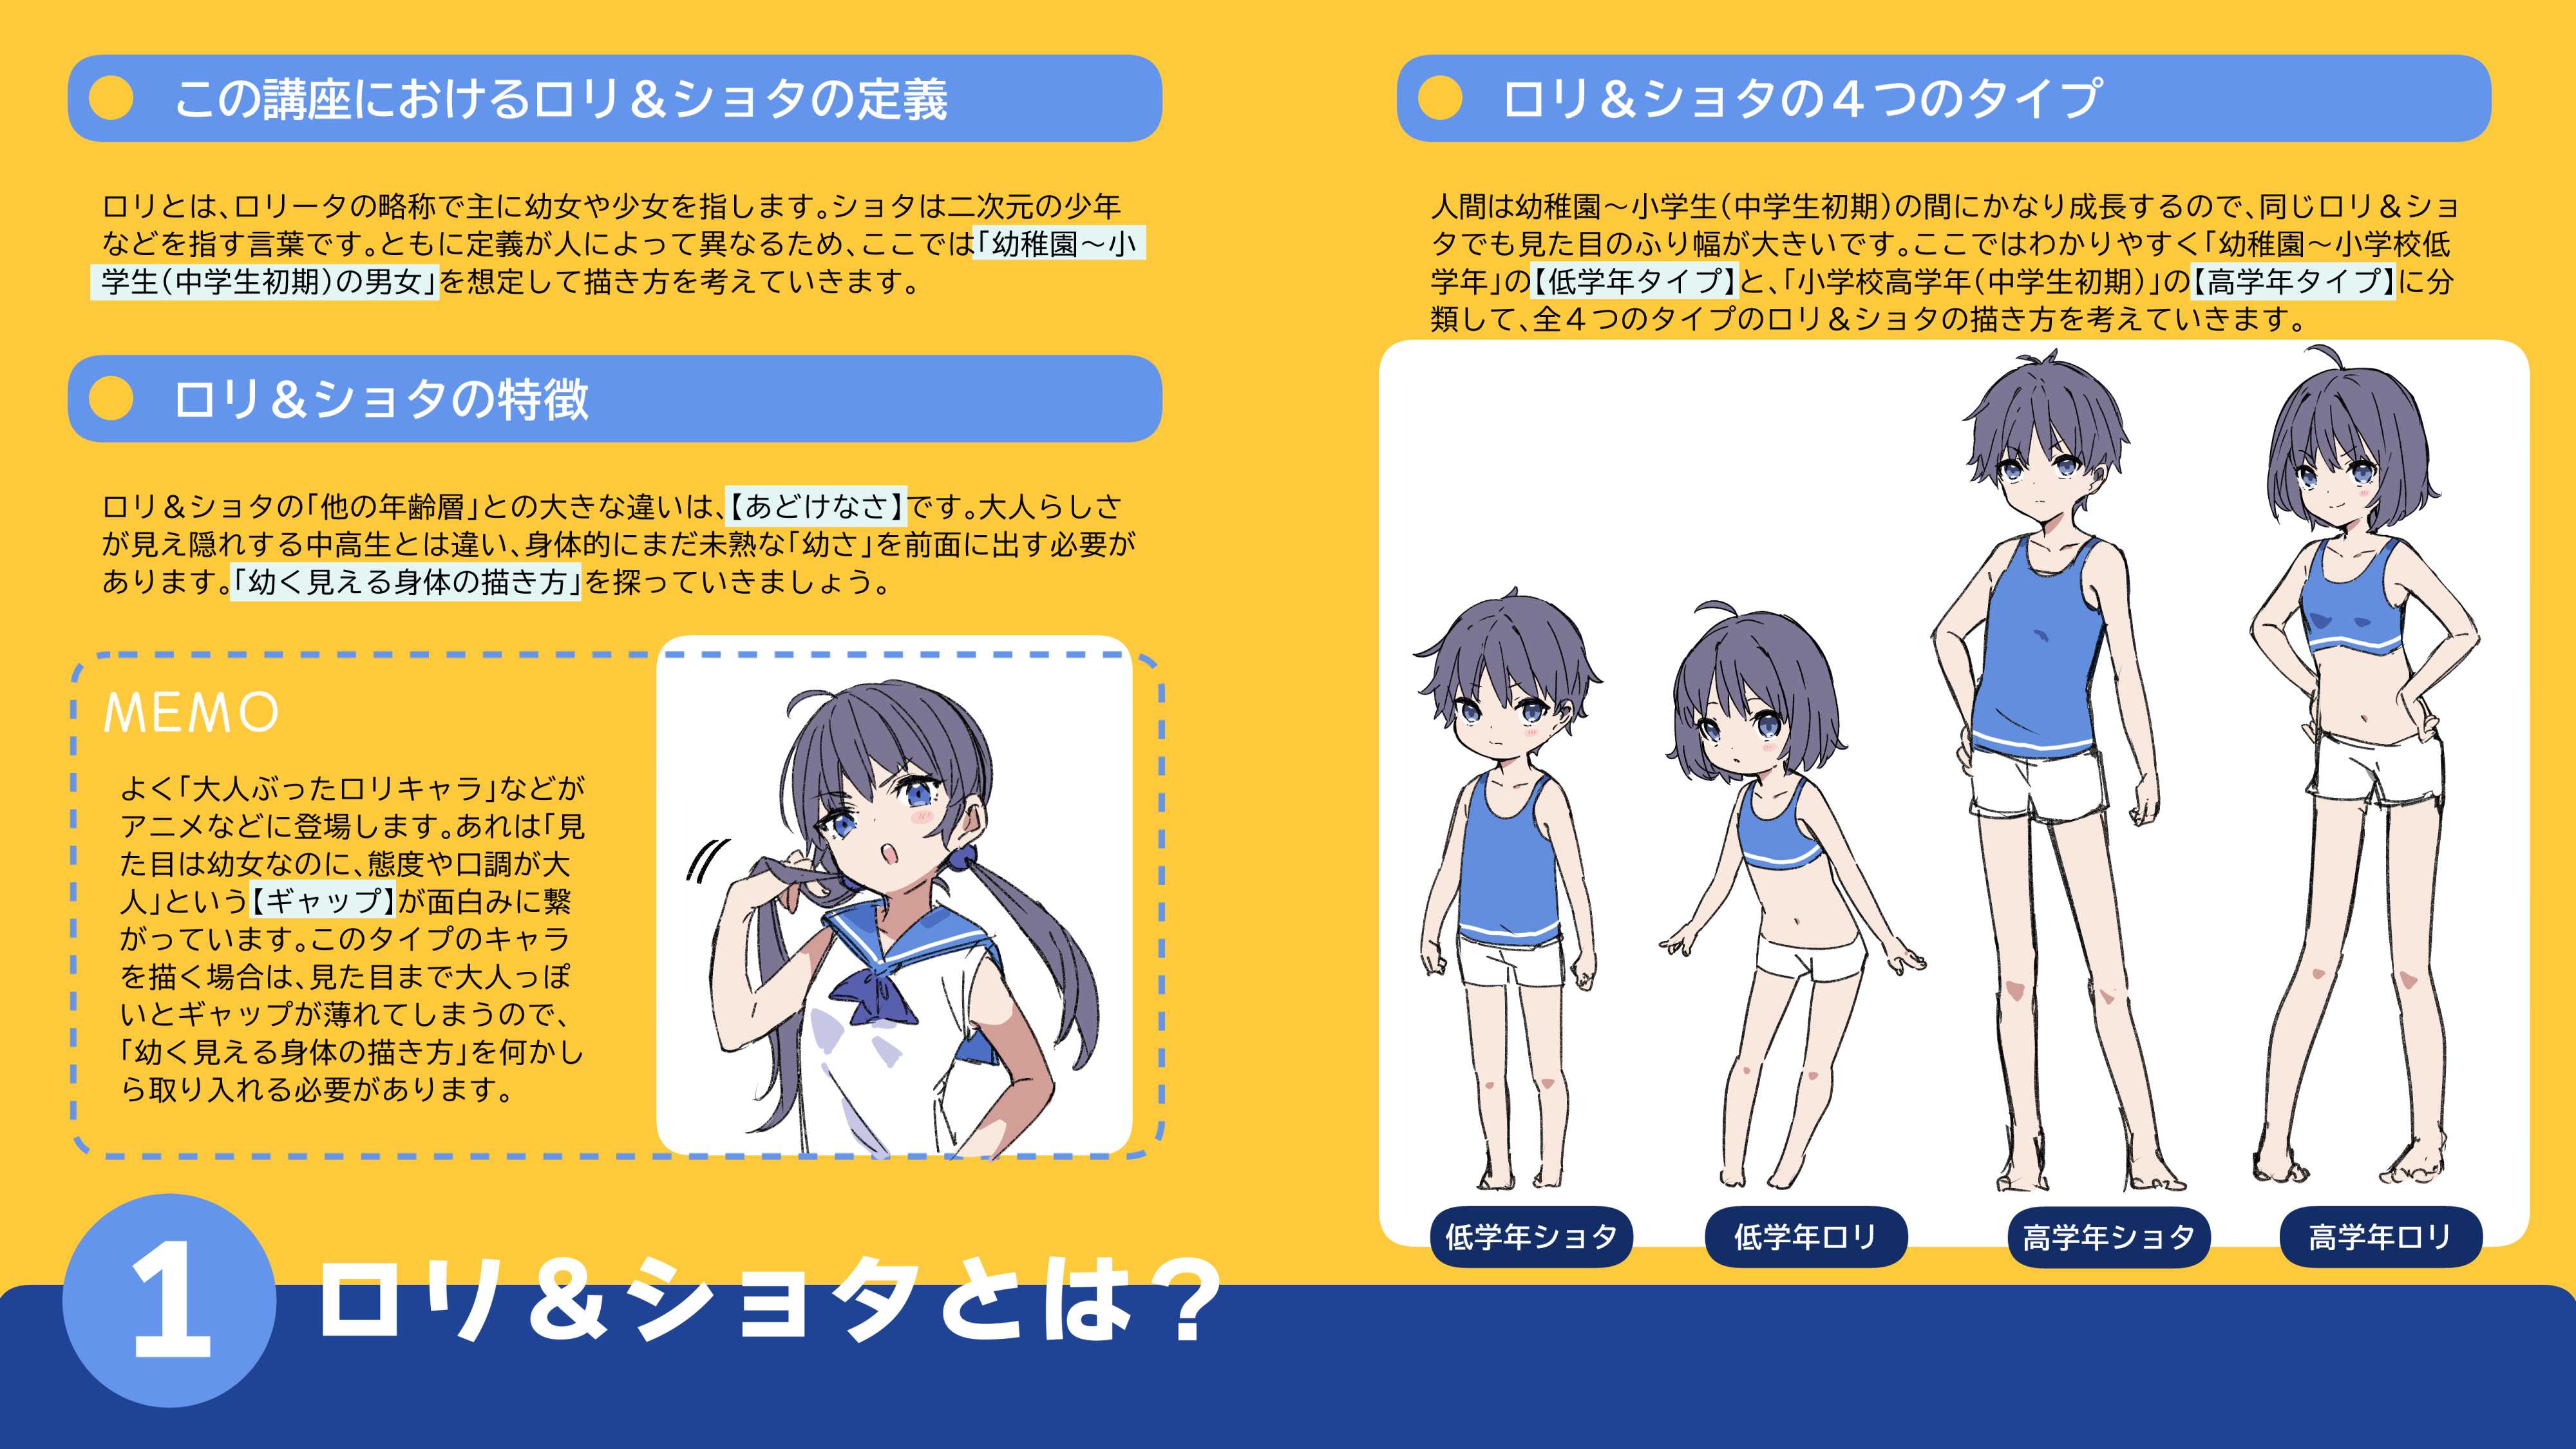 この講座におけるロリ＆ショタの定義
ロリとは、ロリータの略称で主に幼女や少女を指します。ショタは二次元の少年
などを指す言葉です。ともに定義が人によって異なるため、ここでは「幼稚園～小
学生（中学生初期）の男女」を想定して描き方を考えていきます。
ロリ＆ショタの特徴
ロリ＆ショタの「他の年齢層」との大きな違いは、【あどけなさ】です。大人らしさ
が見え隠れする中高生とは違い、身体的にまだ未熟な「幼さ」を前面に出す必要が
あります。「幼く見える身体の描き方」を探っていきましょう。
MEMO
よく「大人ぶったロリキャラ」などが
アニメなどに登場します。あれは「見
た目は幼女なのに、態度や口調が大
人」という【ギャップ】が面白みに繋
がっています。このタイプのキャラ
を描く場合は、見た目まで大人っぽ
いとギャップが薄れてしまうので、
「幼く見える身体の描き方」を何かし
ら取り入れる必要があります。
ロリ＆ショタの４つのタイプ
人間は幼稚園～小学生（中学生初期）の間にかなり成長するので、同じロリ＆ショ
タでも見た目のふり幅が大きいです。ここではわかりやすく「幼稚園～小学校低
学年」の【低学年タイプ】と、「小学校高学年（中学生初期）」の【高学年タイプ】に分
類して、全４つのタイプのロリ＆ショタの描き方を考えていきます。
低学年ショタ
低学年ロリ
高学年ショタ
高学年ロリ
1
ロリ＆ショタとは？